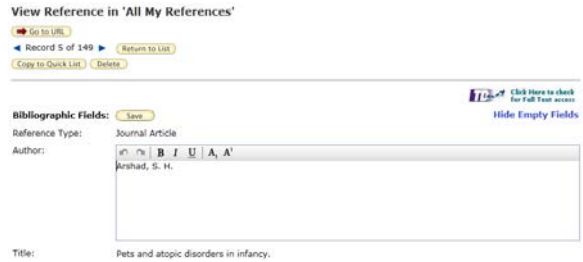 View Reference in 'All My References'
Go to URL
Record 5 of 149 Return to List
Copy to Quick List Delete
Click Here to check
for Full Text access
Bibliographic Fields: Save Hide Empty Fields
Reference Type: Journal Article
Author: B I U A, A'
Arshad, S. H.
Title: Pets and atopic disorders in infancy.